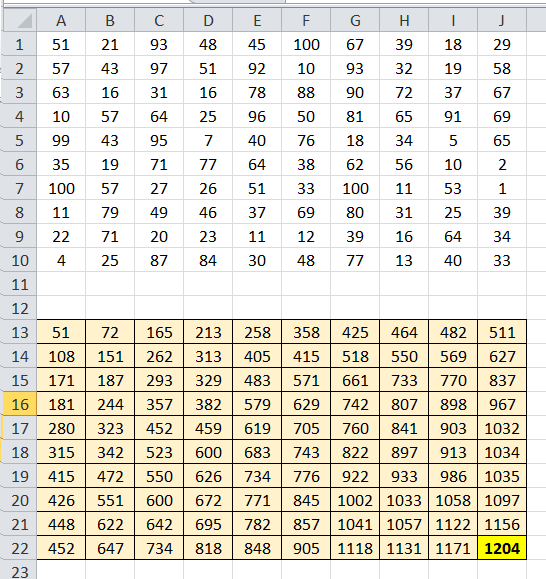 A B C D E F G H I J
1 51 21 93 48 45 100 67 39 18 29
2 57 43 97 51 92 10 93 32 19 58
3 63 16 31 16 78 88 90 72 37 67
4 10 57 64 25 96 50 81 65 91 69
5 99 43 95 7 40 76 18 34 5 65
6 35 19 71 77 64 38 62 56 10 2
7 100 57 27 26 51 33 100 11 53 1
8 11 79 49 46 37 69 80 31 25 39
9 22 71 20 23 11 12 39 16 64 34
10 4 25 87 84 30 48 77 13 40 33
11
12
13 51 72 165 213 258 358 425 464 482 511
14 108 151 262 313 405 415 518 550 569 627
15 171 187 293 329 483 571 661 733 770 837
16 181 244 357 382 579 629 742 807 898 967
17 280 323 452 459 619 705 760 841 903 1032
18 315 342 523 600 683 743 822 897 913 1034
19 415 472 550 626 734 776 922 933 986 1035
20 426 551 600 672 771 845 1002 1033 1058 1097
21 448 622 642 695 782 857 1041 1057 1122 1156
22 452 647 734 818 848 905 1118 1131 1171 1204
23